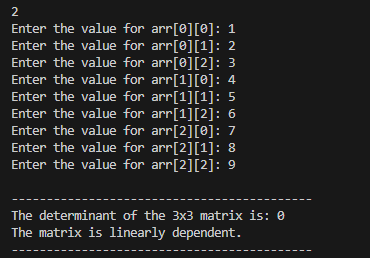 2
Enter the value for arr[0][0]: 1
Enter the value for arr[0][1]: 2
Enter the value for arr[0][2]: 3
Enter the value for arr[1][0]: 4
Enter the value for arr[1][1]: 5
Enter the value for arr[1][2]: 6
Enter the value for arr[2][0]: 7
Enter the value for arr[2][1]: 8
Enter the value for arr[2][2]: 9
------------------------------------------
The determinant of the 3x3 matrix is: 0
The matrix is linearly dependent.
------------------------------------------